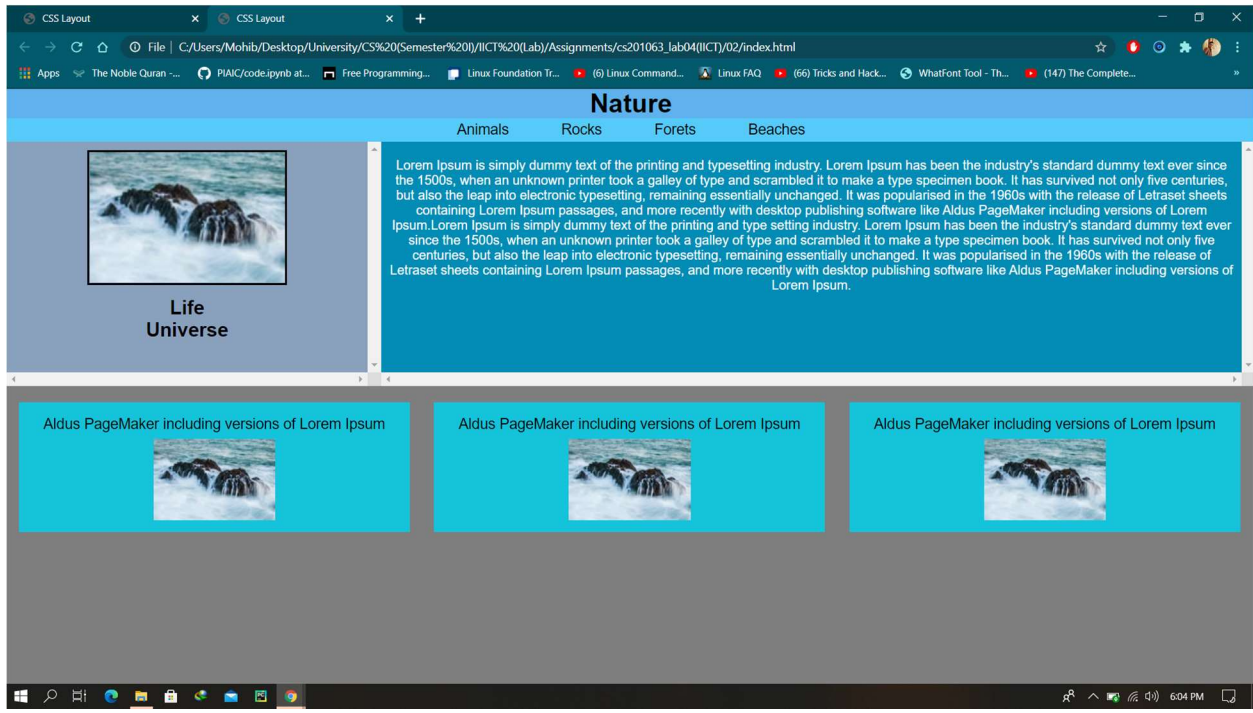 CSS Layout
CSS Layout
File | C:/Users/Mohib/Desktop/University/CS%20(Semester%20I)/IICT%20(Lab)/Assignments/cs201063_lab04(IICT)/02/index.html
Apps
The Noble Quran -...
PIAIC/code.ipynb at...
Free Programming...
Linux Foundation Tr...
(6) Linux Command...
Linux FAQ
(66) Tricks and Hack...
WhatFont Tool - Th...
(147) The Complete...
Nature
Animals Rocks Forets Beaches
Life
Universe
Lorem Ipsum is simply dummy text of the printing and typesetting industry. Lorem Ipsum has been the industry's standard dummy text ever since
the 1500s, when an unknown printer took a galley of type and scrambled it to make a type specimen book. It has survived not only five centuries,
but also the leap into electronic typesetting, remaining essentially unchanged. It was popularised in the 1960s with the release of Letraset sheets
containing Lorem Ipsum passages, and more recently with desktop publishing software like Aldus PageMaker including versions of Lorem
Ipsum.Lorem Ipsum is simply dummy text of the printing and type setting industry. Lorem Ipsum has been the industry's standard dummy text ever
since the 1500s, when an unknown printer took a galley of type and scrambled it to make a type specimen book. It has survived not only five
centuries, but also the leap into electronic typesetting, remaining essentially unchanged. It was popularised in the 1960s with the release of
Letraset sheets containing Lorem Ipsum passages, and more recently with desktop publishing software like Aldus PageMaker including versions of
Lorem Ipsum.
Aldus PageMaker including versions of Lorem Ipsum
Aldus PageMaker including versions of Lorem Ipsum
Aldus PageMaker including versions of Lorem Ipsum
PC
6:04 PM